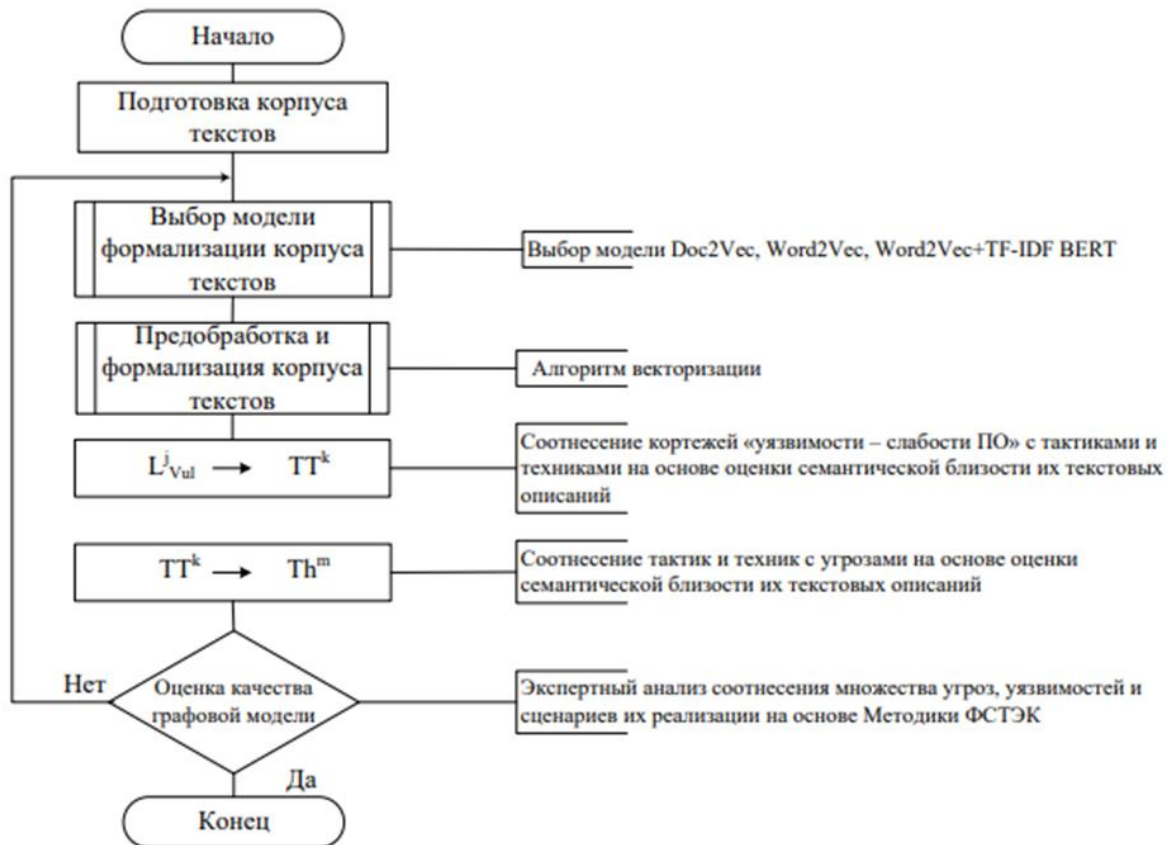 Начало
Подготовка корпуса
текстов
Выбор модели
формализации корпуса
текстов
Выбор модели Doc2Vec, Word2Vec, Word2Vec+TF-IDF BERT
Предобработка и
формализация корпуса
текстов
Алгоритм векторизации
L^j_Vul → TT^k
Соотнесение кортежей «уязвимости – слабости ПО» с тактиками и
техниками на основе оценки семантической близости их текстовых
описаний
TT^k → Th^m
Соотнесение тактик и техник с угрозами на основе оценки
семантической близости их текстовых описаний
Нет
Оценка качества
графовой модели
Экспертный анализ соотнесения множества угроз, уязвимостей и
сценариев их реализации на основе Методики ФСТЭК
Да
Конец